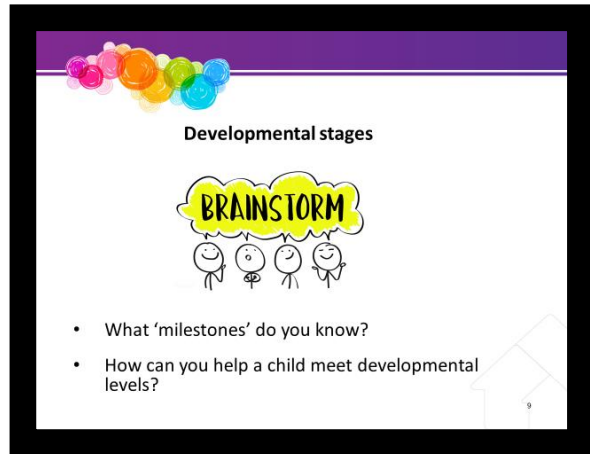 Developmental stages
BRAINSTORM
• What ‘milestones’ do you know?
• How can you help a child meet developmental
levels?
9